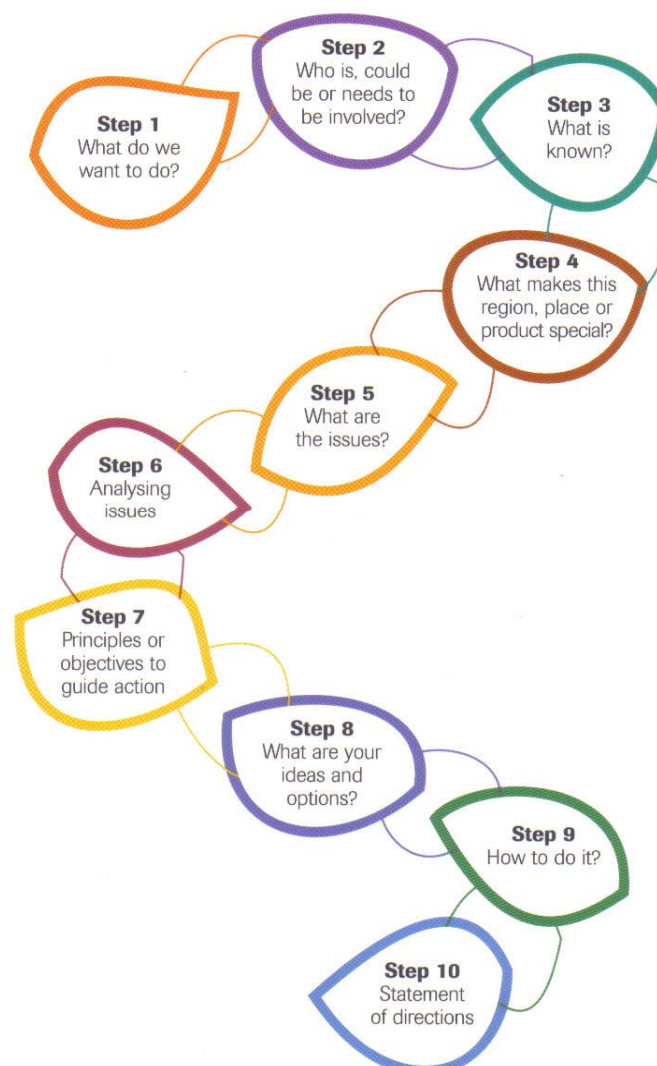 Step 1
What do we
want to do?
Step 2
Who is, could
be or needs to
be involved?
Step 3
What is
known?
Step 4
What makes this
region, place or
product special?
Step 5
What are
the issues?
Step 6
Analysing
issues
Step 7
Principles or
objectives to
guide action
Step 8
What are your
ideas and
options?
Step 9
How to do it?
Step 10
Statement
of directions